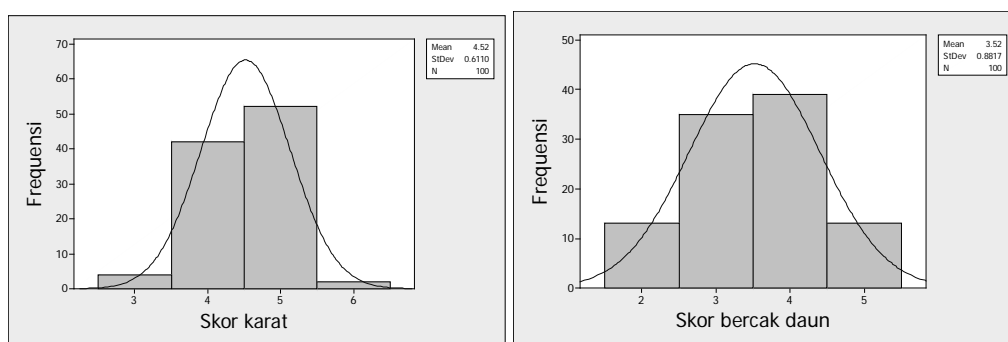 70
60
50
40
30
20
10
0
Frequensi
3 4 5 6
Skor karat
Mean 4.52
StDev 0.6110
N 100
50
40
30
20
10
0
Frequensi
2 3 4 5
Skor bercak daun
Mean 3.52
StDev 0.8817
N 100